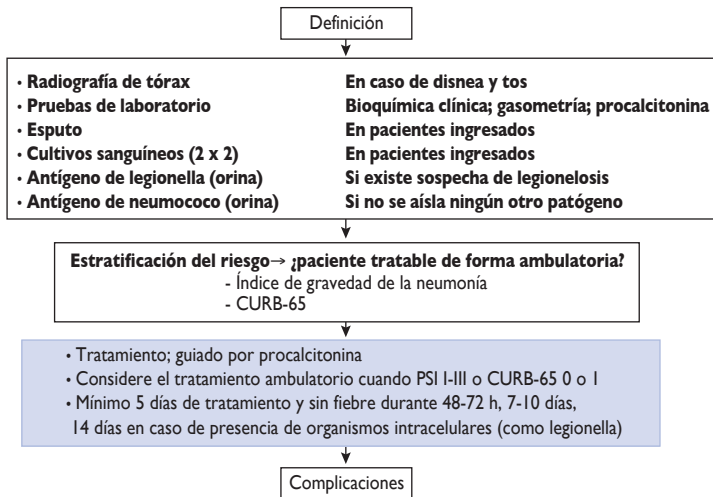 Definición
• Radiografía de tórax En caso de disnea y tos
• Pruebas de laboratorio Bioquímica clínica; gasometría; procalcitonina
• Esputo En pacientes ingresados
• Cultivos sanguíneos (2 x 2) En pacientes ingresados
• Antígeno de legionella (orina) Si existe sospecha de legionelosis
• Antígeno de neumococo (orina) Si no se aísla ningún otro patógeno
Estratificación del riesgo→ ¿paciente tratable de forma ambulatoria?
- Índice de gravedad de la neumonía
- CURB-65
• Tratamiento; guiado por procalcitonina
• Considere el tratamiento ambulatorio cuando PSI I-III o CURB-65 0 o 1
• Mínimo 5 días de tratamiento y sin fiebre durante 48-72 h, 7-10 días,
14 días en caso de presencia de organismos intracelulares (como legionella)
Complicaciones